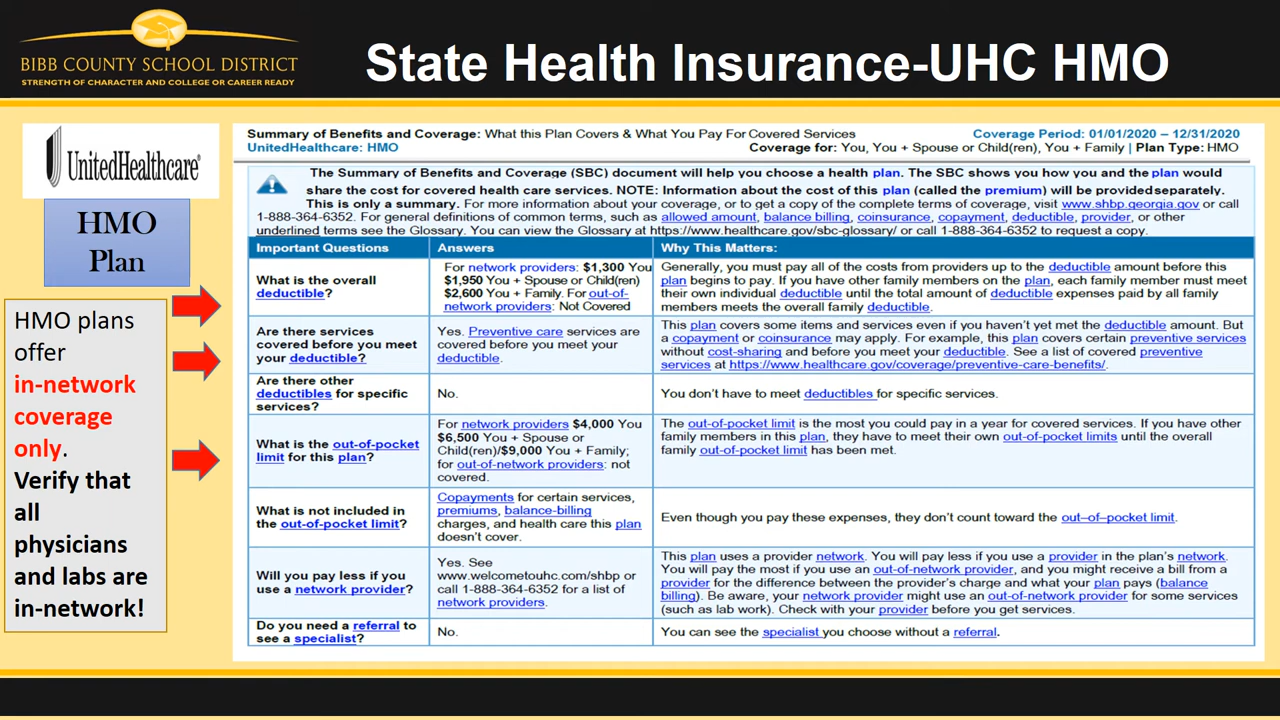 BIBB COUNTY SCHOOL DISTRICT
STRENGTH OF CHARACTER AND COLLEGE OR CAREER READY
State Health Insurance-UHC HMO
UnitedHealthcare®
HMO
Plan
HMO plans
offer
in-network
coverage
only.
Verify that
all
physicians
and labs are
in-network!
Summary of Benefits and Coverage: What this Plan Covers & What You Pay For Covered Services
Coverage Period: 01/01/2020 – 12/31/2020
UnitedHealthcare: HMO
Coverage for: You, You + Spouse or Child(ren), You + Family | Plan Type: HMO
The Summary of Benefits and Coverage (SBC) document will help you choose a health plan. The SBC shows you how you and the plan would
share the cost for covered health care services. NOTE: Information about the cost of this plan (called the premium) will be provided separately.
This is only a summary. For more information about your coverage, or to get a copy of the complete terms of coverage, visit www.shbp.georgia.gov or call
1-888-364-6352. For general definitions of common terms, such as allowed amount, balance billing, coinsurance, copayment, deductible, provider, or other
underlined terms see the Glossary. You can view the Glossary at https://www.healthcare.gov/sbc-glossary/ or call 1-888-364-6352 to request a copy.
Important Questions
Answers
Why This Matters:
What is the overall
deductible?
For network providers: $1,300 You
$1,950 You + Spouse or Child(ren)
$2,600 You + Family. For out-of-
network providers: Not Covered
Generally, you must pay all of the costs from providers up to the deductible amount before this
plan begins to pay. If you have other family members on the plan, each family member must meet
their own individual deductible until the total amount of deductible expenses paid by all family
members meets the overall family deductible.
Are there services
covered before you meet
your deductible?
Yes. Preventive care services are
covered before you meet your
deductible.
This plan covers some items and services even if you haven't yet met the deductible amount. But
a copayment or coinsurance may apply. For example, this plan covers certain preventive services
without cost-sharing and before you meet your deductible. See a list of covered preventive
services at https://www.healthcare.gov/coverage/preventive-care-benefits/.
Are there other
deductibles for specific
services?
No.
You don't have to meet deductibles for specific services.
What is the out-of-pocket
limit for this plan?
For network providers $4,000 You
$6,500 You + Spouse or
Child(ren)/$9,000 You + Family;
for out-of-network providers: not
covered.
The out-of-pocket limit is the most you could pay in a year for covered services. If you have other
family members in this plan, they have to meet their own out-of-pocket limits until the overall
family out-of-pocket limit has been met.
What is not included in
the out-of-pocket limit?
Copayments for certain services,
premiums, balance-billing
charges, and health care this plan
doesn't cover.
Even though you pay these expenses, they don't count toward the out–of–pocket limit.
Will you pay less if you
use a network provider?
Yes. See
www.welcometouhc.com/shbp or
call 1-888-364-6352 for a list of
network providers.
This plan uses a provider network. You will pay less if you use a provider in the plan's network.
You will pay the most if you use an out-of-network provider, and you might receive a bill from a
provider for the difference between the provider's charge and what your plan pays (balance
billing). Be aware, your network provider might use an out-of-network provider for some services
(such as lab work). Check with your provider before you get services.
Do you need a referral to
see a specialist?
No.
You can see the specialist you choose without a referral.